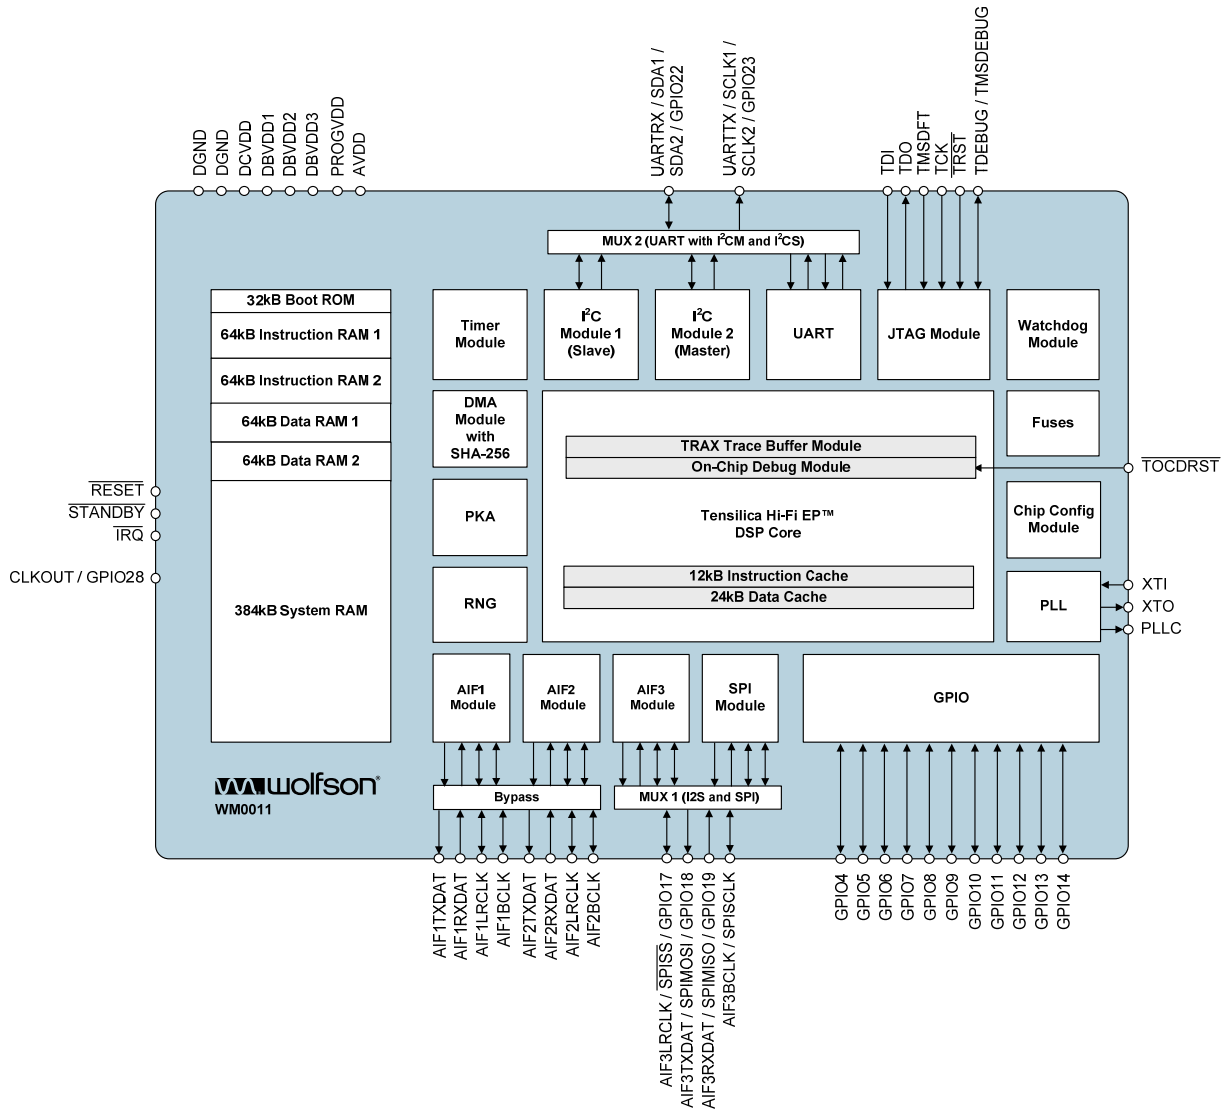 UARTRX / SDA1 /
SDA2 / GPIO22
UARTTX / SCLK1 /
SCLK2 / GPIO23
DGND
DGND
DCVDD
DBVDD1
DBVDD2
DBVDD3
PROGVDD
AVDD
TDI
TDO
TMSDFT
TCK
TRST
TDEBUG / TMSDEBUG
MUX 2 (UART with I²CM and I²CS)
32kB Boot ROM
64kB Instruction RAM 1
64kB Instruction RAM 2
64kB Data RAM 1
64kB Data RAM 2
384kB System RAM
Timer
Module
I²C
Module 1
(Slave)
I²C
Module 2
(Master)
UART
JTAG Module
Watchdog
Module
DMA
Module
with
SHA-256
TRAX Trace Buffer Module
On-Chip Debug Module
Tensilica Hi-Fi EP™
DSP Core
12kB Instruction Cache
24kB Data Cache
Fuses
TOCDRST
RESET
STANDBY
IRQ
CLKOUT / GPIO28
PKA
Chip Config
Module
RNG
PLL
XTI
XTO
PLLC
AIF1
Module
AIF2
Module
AIF3
Module
SPI
Module
GPIO
wolfson®
WM0011
Bypass
MUX 1 (I2S and SPI)
AIF1TXDAT
AIF1RXDAT
AIF1LRCLK
AIF1BCLK
AIF2TXDAT
AIF2RXDAT
AIF2LRCLK
AIF2BCLK
AIF3LRCLK / SPISS / GPIO17
AIF3TXDAT / SPIMOSI / GPIO18
AIF3RXDAT / SPIMISO / GPIO19
AIF3BCLK / SPISCLK
GPIO4
GPIO5
GPIO6
GPIO7
GPIO8
GPIO9
GPIO10
GPIO11
GPIO12
GPIO13
GPIO14